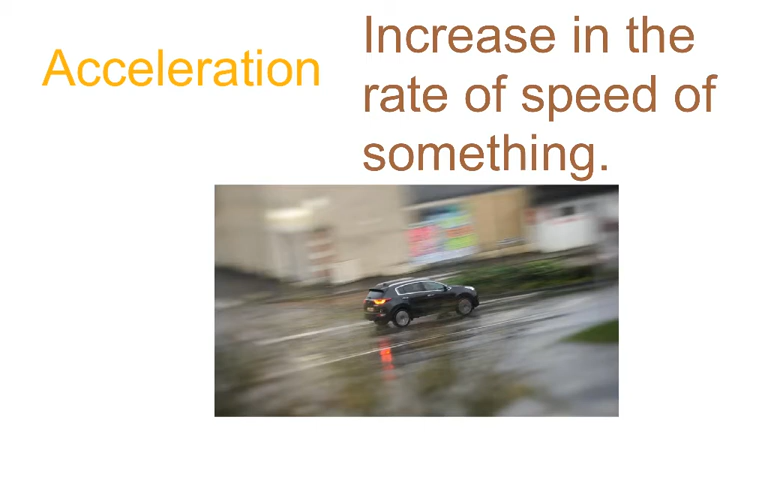 Acceleration
Increase in the
rate of speed of
something.